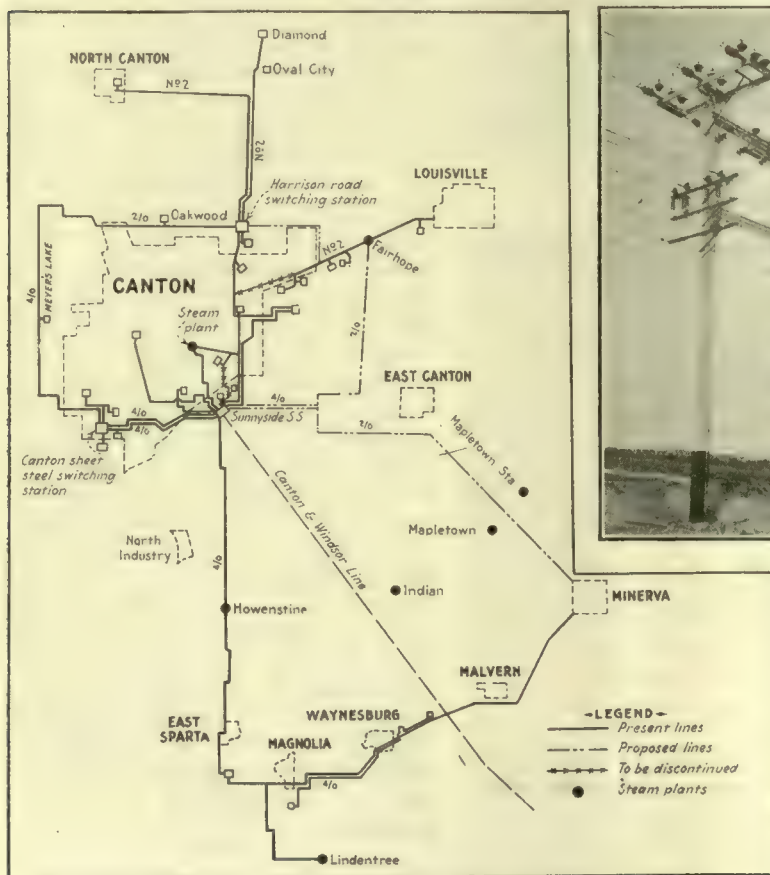 Diamond
NORTH CANTON
Oval City
Nº2
Nº2
LOUISVILLE
Harrison road
switching station
2/0
Oakwood
Nº2
Fairhope
CANTON
4/0
MEYERS LAKE
Steam
plant
2/0
EAST CANTON
4/0
4/0
4/0
Sunnyside S S
2/0
Mapletown Sta
Canton sheet
steel switching
station
Canton & Windsor Line
North
Industry
4/0
Mapletown
Indian
Howenstine
MINERVA
MALVERN
WAYNESBURG
EAST
SPARTA
MAGNOLIA
4/0
LEGEND
Present lines
Proposed lines
To be discontinued
Steam plants
Lindentree